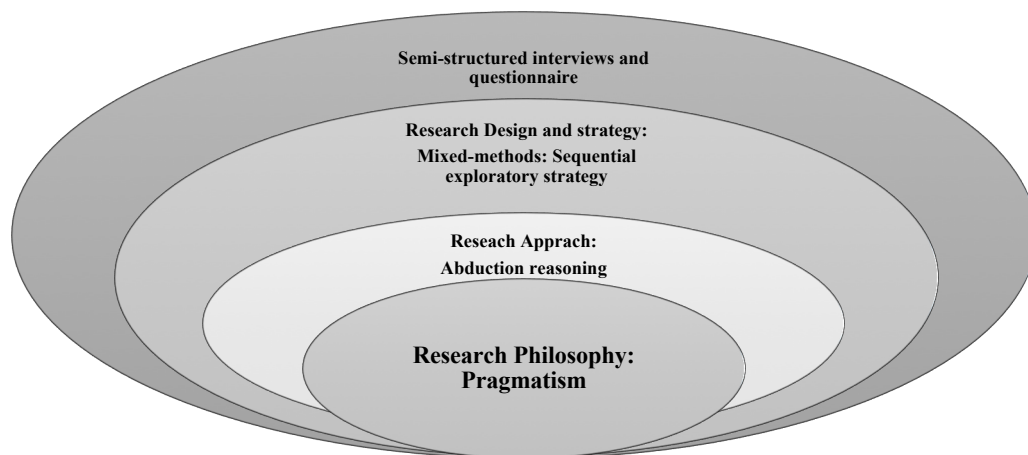 Semi-structured interviews and
questionnaire
Research Design and strategy:
Mixed-methods: Sequential
exploratory strategy
Reseach Apprach:
Abduction reasoning
Research Philosophy:
Pragmatism